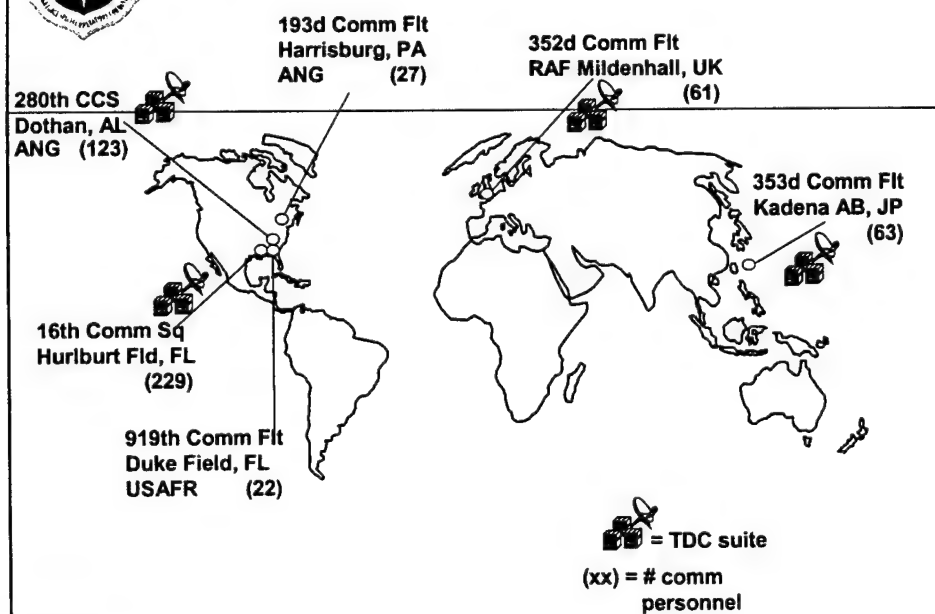 193d Comm Flt
Harrisburg, PA
ANG (27)
352d Comm Flt
RAF Mildenhall, UK
(61)
280th CCS
Dothan, AL
ANG (123)
353d Comm Flt
Kadena AB, JP
(63)
16th Comm Sq
Hurlburt Fld, FL
(229)
919th Comm Flt
Duke Field, FL
USAFR (22)
= TDC suite
(xx) = # comm
personnel